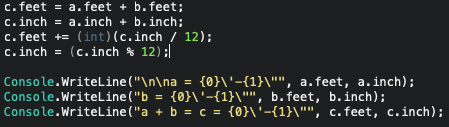 c.feet = a.feet + b.feet;
c.inch = a.inch + b.inch;
c.feet += (int)(c.inch / 12);
c.inch = (c.inch % 12);
Console.WriteLine("\n\na = {0}\'-{1}\"", a.feet, a.inch);
Console.WriteLine("b = {0}\'-{1}\"", b.feet, b.inch);
Console.WriteLine("a + b = c = {0}\'-{1}\"", c.feet, c.inch);